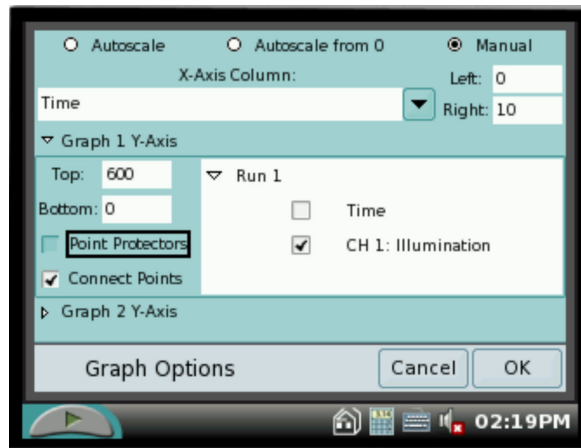 Autoscale Autoscale from 0 Manual
X-Axis Column: Left: 0
Time Right: 10
Graph 1 Y-Axis
Top: 600 Run 1
Bottom: 0 Time
Point Protectors CH 1: Illumination
Connect Points
Graph 2 Y-Axis
Graph Options Cancel OK
02:19PM